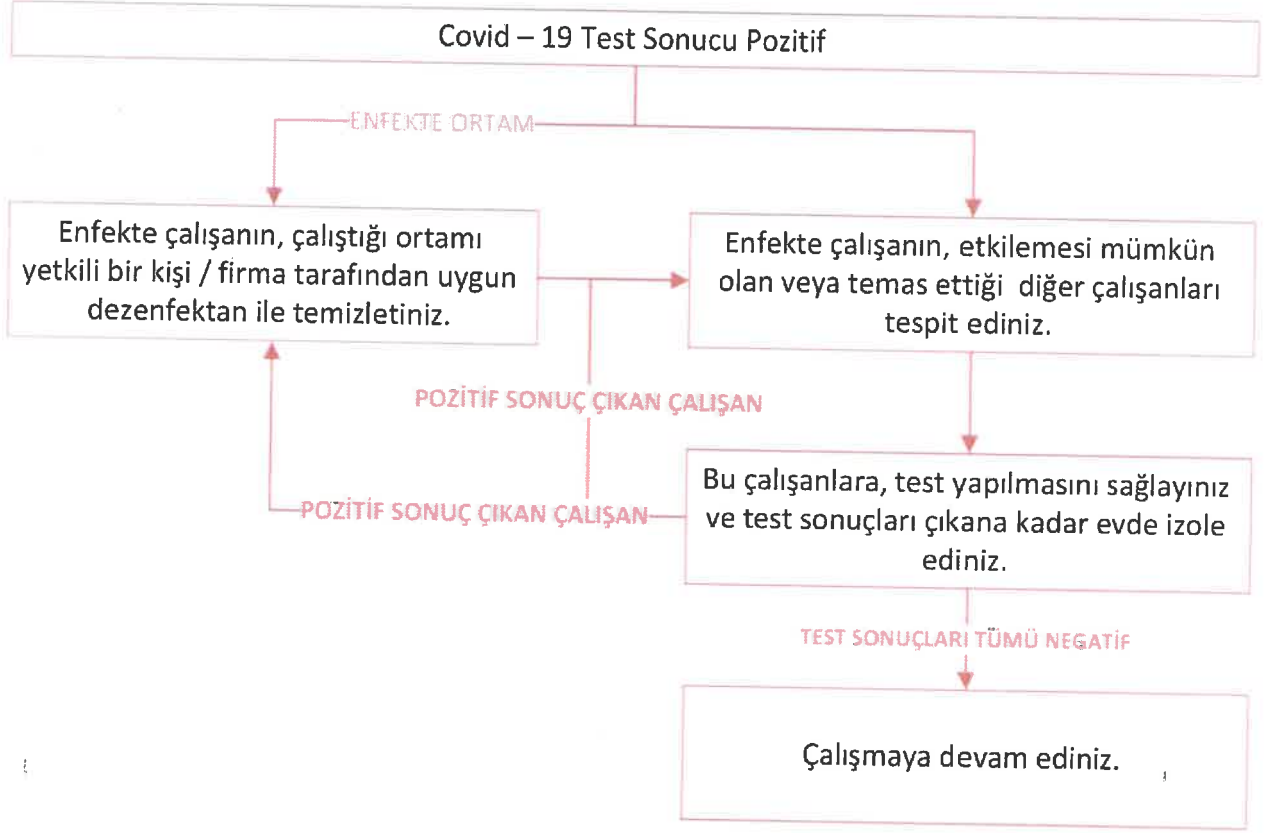 Covid – 19 Test Sonucu Pozitif
ENFEKTE ORTAM
Enfekte çalışanın, çalıştığı ortamı
yetkili bir kişi / firma tarafından uygun
dezenfektan ile temizletiniz.
Enfekte çalışanın, etkilemesi mümkün
olan veya temas ettiği diğer çalışanları
tespit ediniz.
POZİTİF SONUÇ ÇIKAN ÇALIŞAN
POZİTİF SONUÇ ÇIKAN ÇALIŞAN
Bu çalışanlara, test yapılmasını sağlayınız
ve test sonuçları çıkana kadar evde izole
ediniz.
TEST SONUÇLARI TÜMÜ NEGATİF
Çalışmaya devam ediniz.